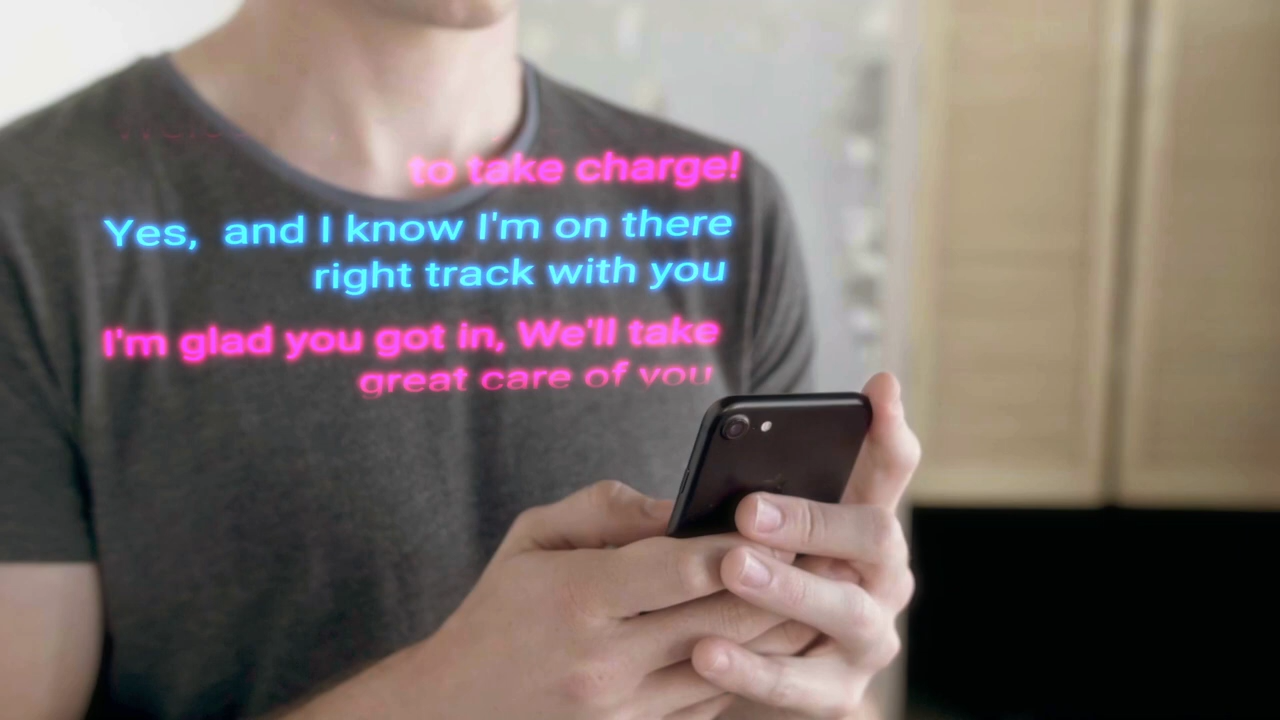 to take charge!
Yes, and I know I'm on there
right track with you
I'm glad you got in, We'll take
great care of you